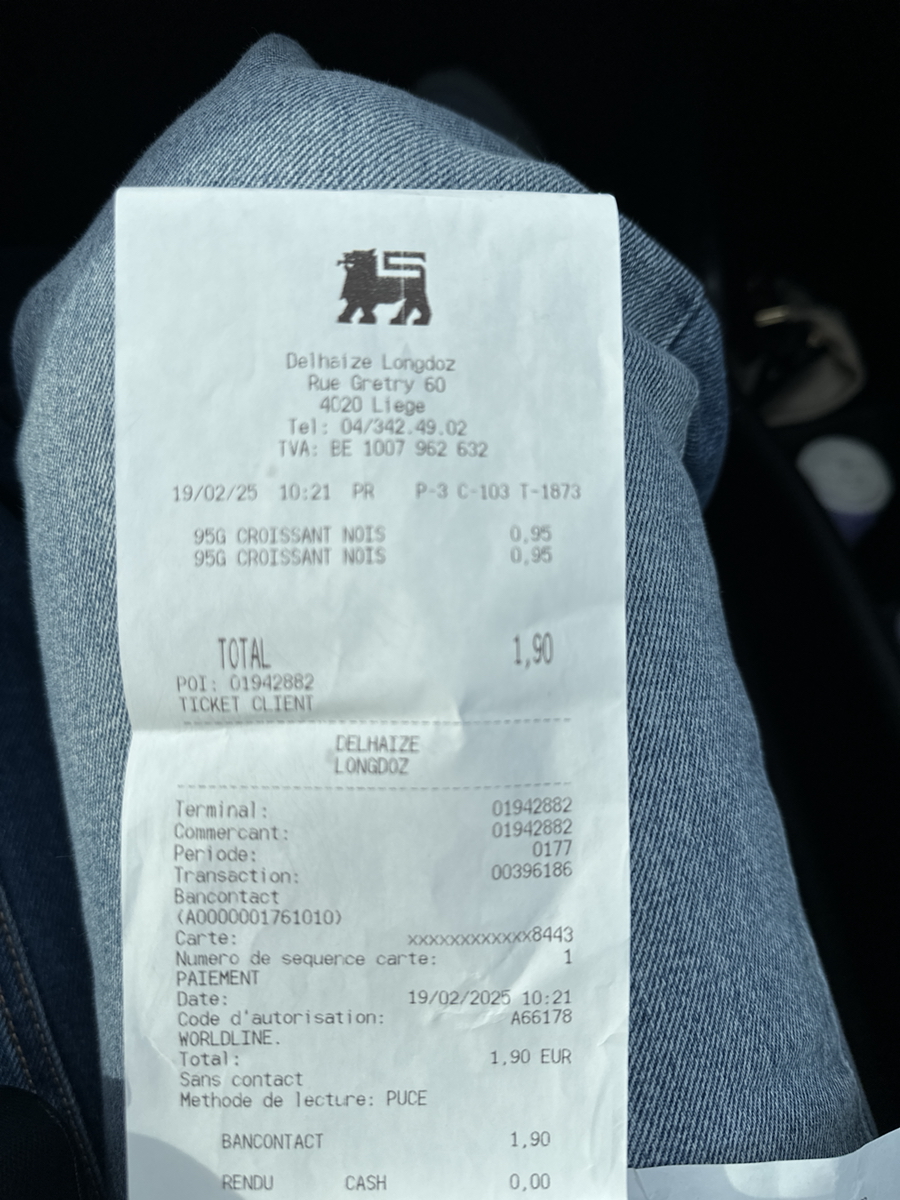 Delhaize Longdoz
Rue Gretry 60
4020 Liege
Tel: 04/342.49.02
TVA: BE 1007 962 632
19/02/25 10:21 PR P-3 C-103 T-1873
95G CROISSANT NOIS 0,95
95G CROISSANT NOIS 0,95
TOTAL 1,90
POI: 01942882
TICKET CLIENT
DELHAIZE
LONGDOZ
Terminal: 01942882
Commercant: 01942882
Periode: 0177
Transaction: 00396186
Bancontact
(A0000001761010)
Carte: xxxxxxxxxxxxx8443
Numero de sequence carte: 1
PAIEMENT
Date: 19/02/2025 10:21
Code d'autorisation: A66178
WORLDLINE.
Total: 1,90 EUR
Sans contact
Methode de lecture: PUCE
BANCONTACT 1,90
RENDU CASH 0,00